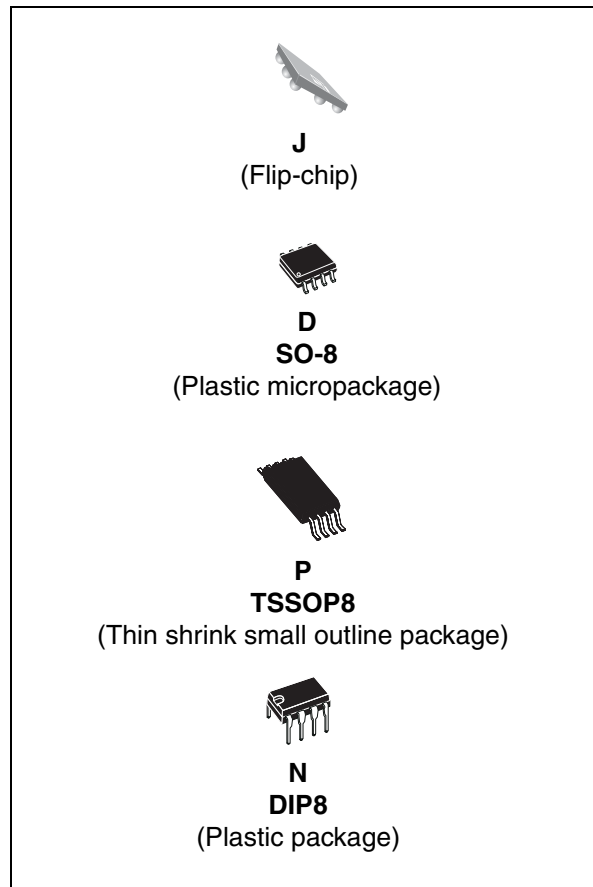 J
(Flip-chip)
D
SO-8
(Plastic micropackage)
P
TSSOP8
(Thin shrink small outline package)
N
DIP8
(Plastic package)